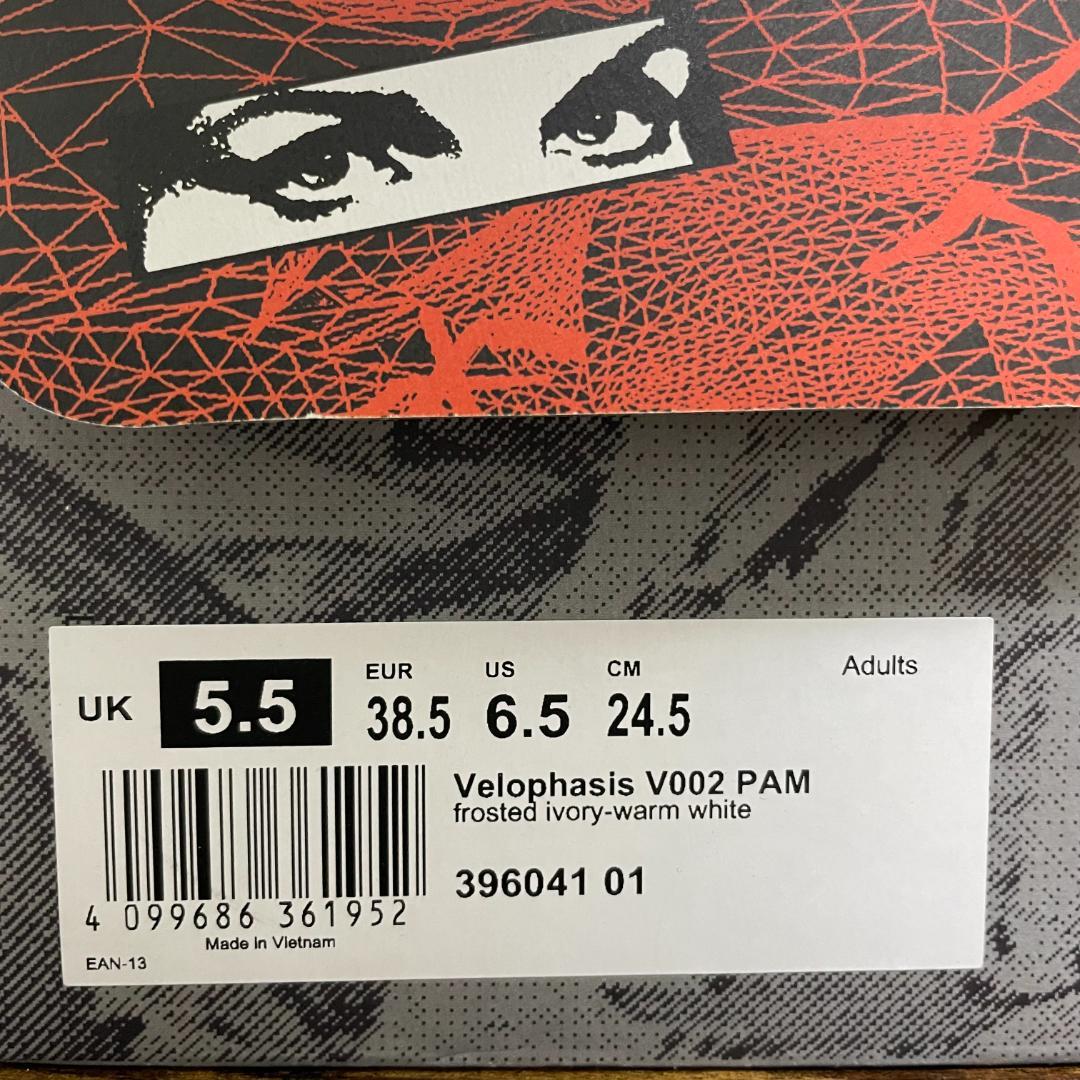 EUR US CM Adults
UK 5.5 38.5 6.5 24.5
Velophasis V002 PAM
frosted ivory-warm white
396041 01
4 099686 361952
Made in Vietnam
EAN-13